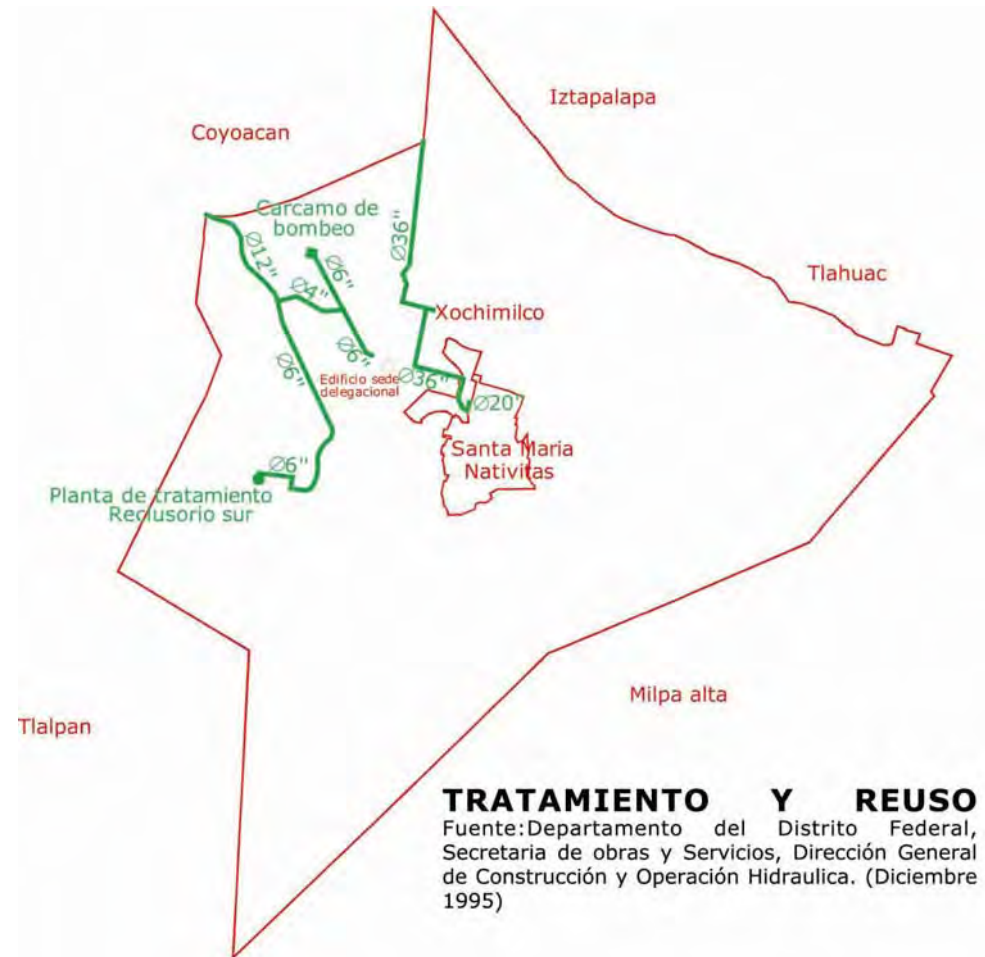 Iztapalapa
Coyoacan
Carcamo de
bombeo
Ø36"
Ø12"
Ø6"
Ø4"
Tlahuac
Xochimilco
Ø6"
Ø6"
Edificio sede
delegacional
Ø36"
Ø20"
Santa Maria
Nativitas
Ø6"
Planta de tratamiento
Reclusorio sur
Milpa alta
Tlalpan
TRATAMIENTO Y REUSO
Fuente:Departamento del Distrito Federal,
Secretaria de obras y Servicios, Dirección General
de Construcción y Operación Hidraulica. (Diciembre
1995)